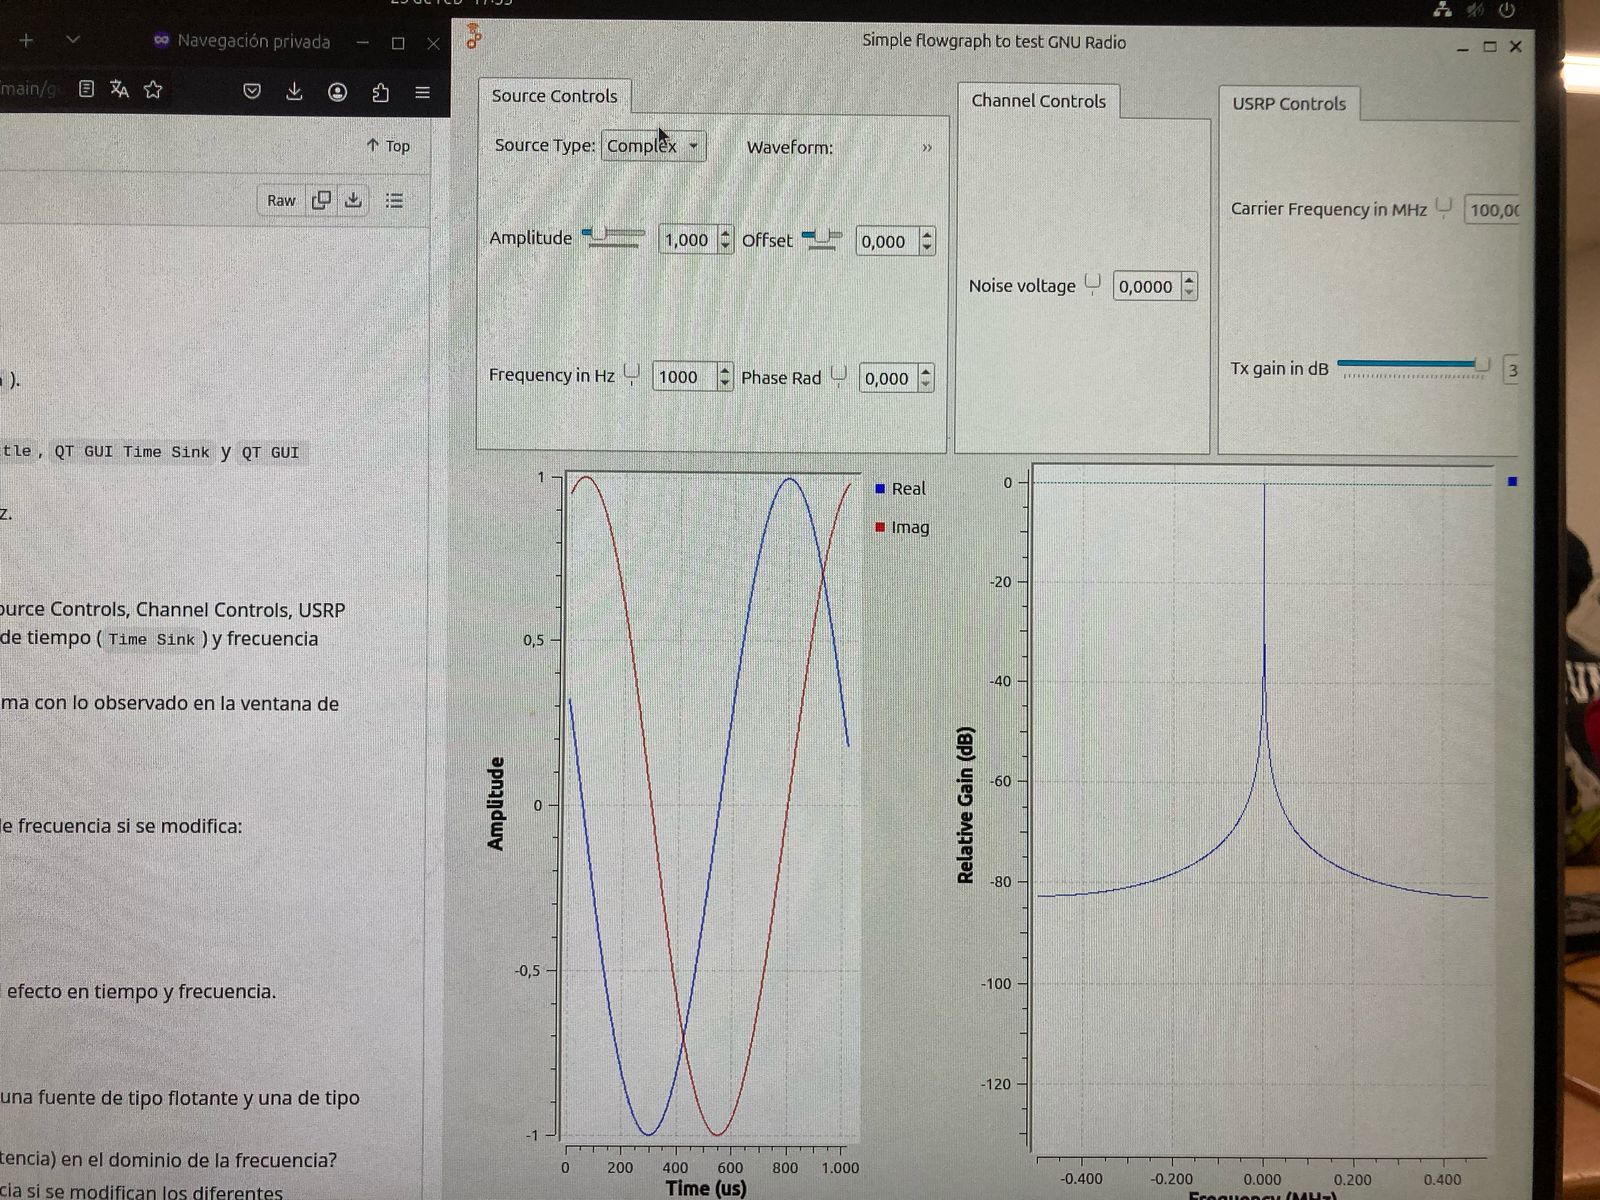 Navegación privada
main/g
Top
Raw
).
tle , QT GUI Time Sink y QT GUI
z.
ource Controls, Channel Controls, USRP
de tiempo ( Time Sink ) y frecuencia
ma con lo observado en la ventana de
de frecuencia si se modifica:
efecto en tiempo y frecuencia.
una fuente de tipo flotante y una de tipo
tencia) en el dominio de la frecuencia?
cia si se modifican los diferentes
Simple flowgraph to test GNU Radio
Source Controls
Source Type: Complex Waveform: »
Amplitude 1,000 Offset 0,000
Frequency in Hz 1000 Phase Rad 0,000
Channel Controls
Noise voltage 0,0000
USRP Controls
Carrier Frequency in MHz 100,00
Tx gain in dB 3
Real
Imag
Amplitude
1
0,5
0
-0,5
-1
0 200 400 600 800 1.000
Time (us)
Relative Gain (dB)
0
-20
-40
-60
-80
-100
-120
-0.400 -0.200 0.000 0.200 0.400
Frequency (MHz)